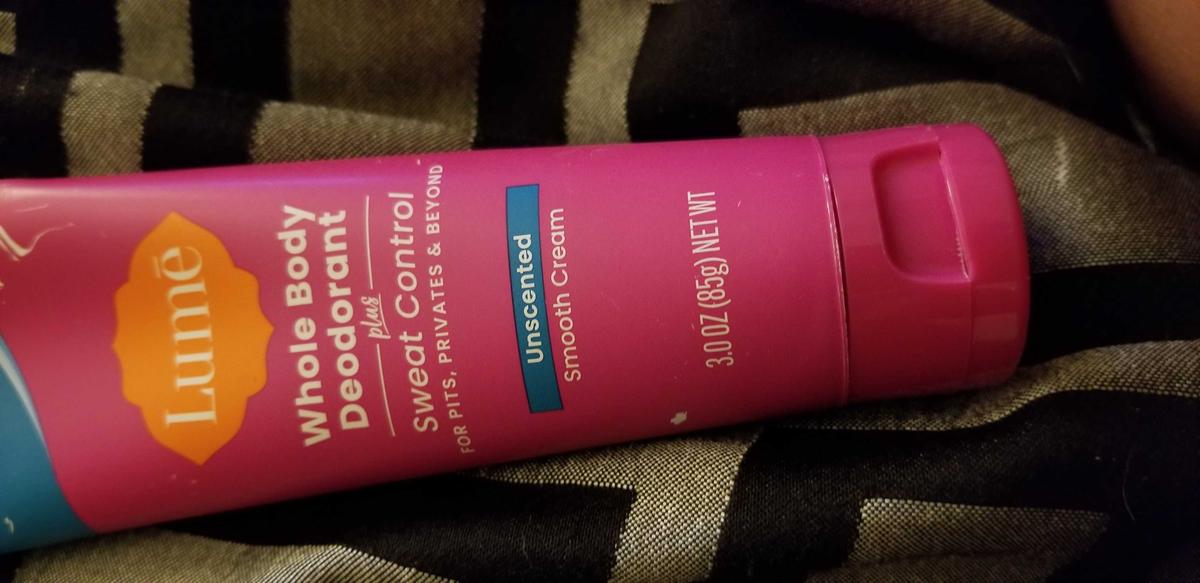 Lumē
Whole Body
Deodorant
plus
Sweat Control
FOR PITS, PRIVATES & BEYOND
Unscented
Smooth Cream
3.0 OZ (85g) NET WT